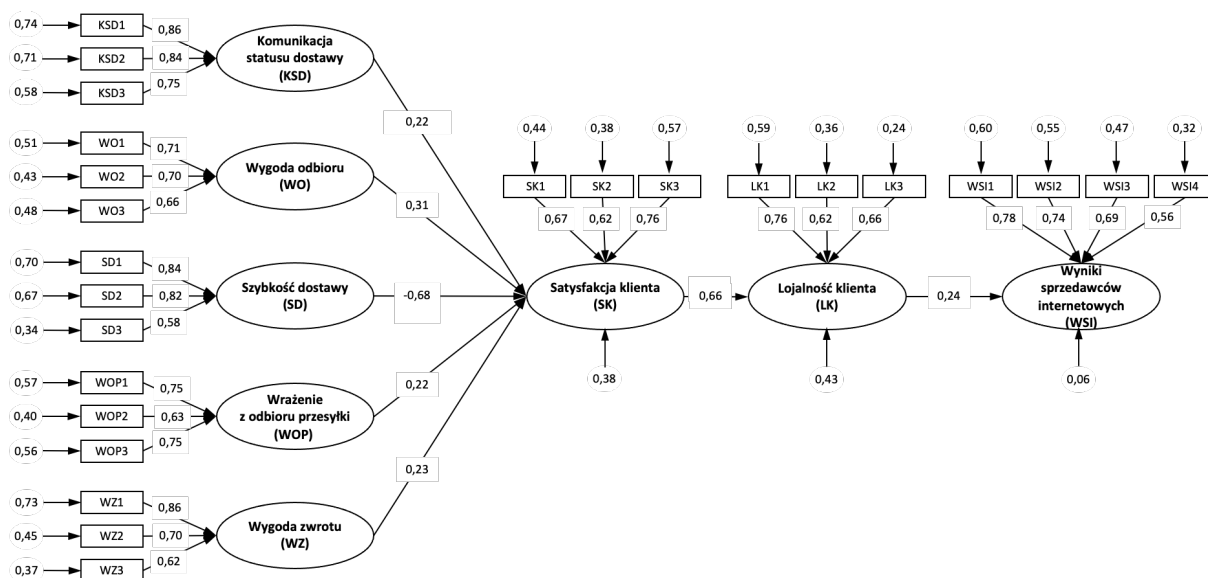 0,74
KSD1
0,86
0,71
KSD2
0,84
0,58
KSD3
0,75
Komunikacja
statusu dostawy
(KSD)
0,22
0,51
WO1
0,71
0,43
WO2
0,70
0,48
WO3
0,66
Wygoda odbioru
(WO)
0,31
0,70
SD1
0,84
0,67
SD2
0,82
0,34
SD3
0,58
Szybkość dostawy
(SD)
-0,68
0,57
WOP1
0,75
0,40
WOP2
0,63
0,56
WOP3
0,75
Wrażenie
z odbioru przesyłki
(WOP)
0,22
0,73
WZ1
0,86
0,45
WZ2
0,70
0,37
WZ3
0,62
Wygoda zwrotu
(WZ)
0,23
0,44
0,38
0,57
SK1
SK2
SK3
0,67
0,62
0,76
Satysfakcja klienta
(SK)
0,38
0,66
0,59
0,36
0,24
LK1
LK2
LK3
0,76
0,62
0,66
Lojalność klienta
(LK)
0,43
0,24
0,60
0,55
0,47
0,32
WSI1
WSI2
WSI3
WSI4
0,78
0,74
0,69
0,56
Wyniki
sprzedawców
internetowych
(WSI)
0,06